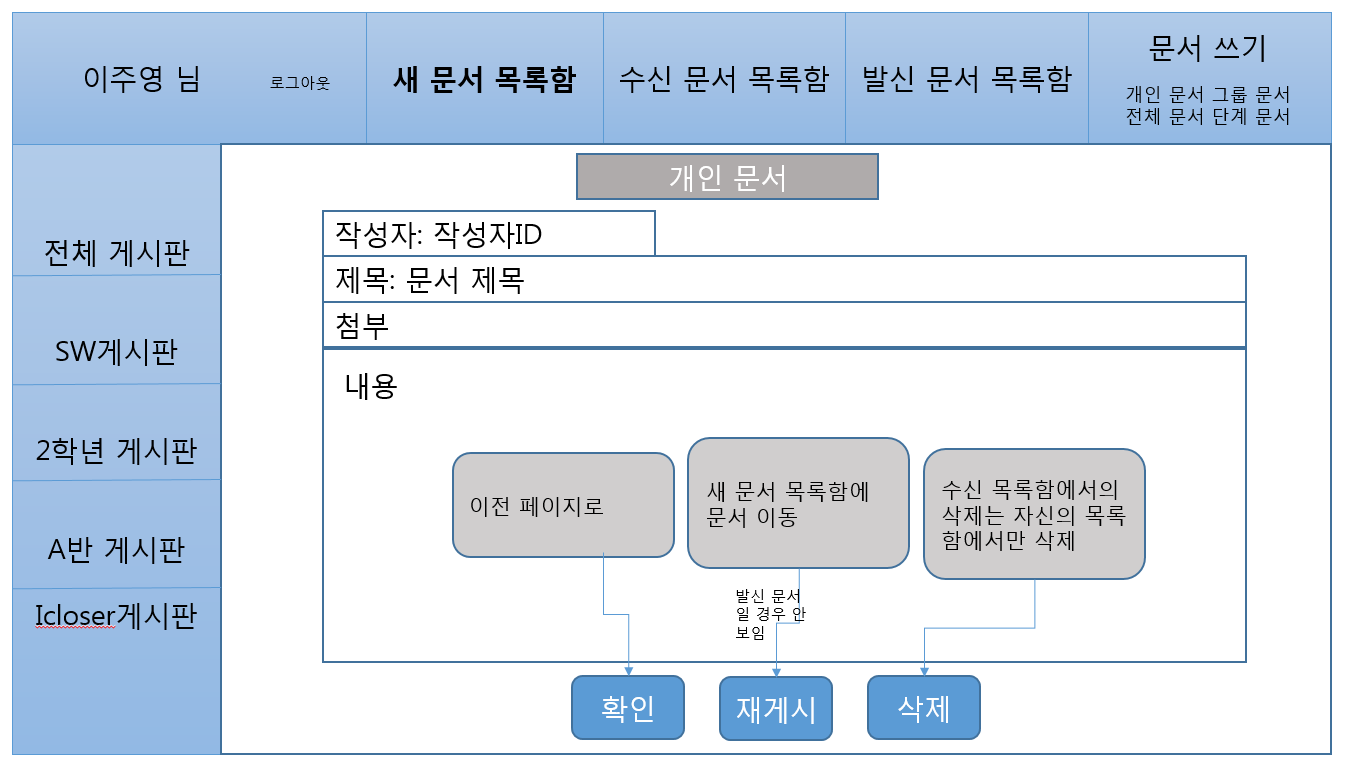 이주영 님
로그아웃
새 문서 목록함
수신 문서 목록함
발신 문서 목록함
문서 쓰기
개인 문서 그룹 문서
전체 문서 단계 문서
전체 게시판
SW게시판
2학년 게시판
A반 게시판
Icloser게시판
개인 문서
작성자: 작성자ID
제목: 문서 제목
첨부
내용
이전 페이지로
새 문서 목록함에
문서 이동
수신 목록함에서의
삭제는 자신의 목록
함에서만 삭제
발신 문서
일 경우 안
보임
확인
재게시
삭제